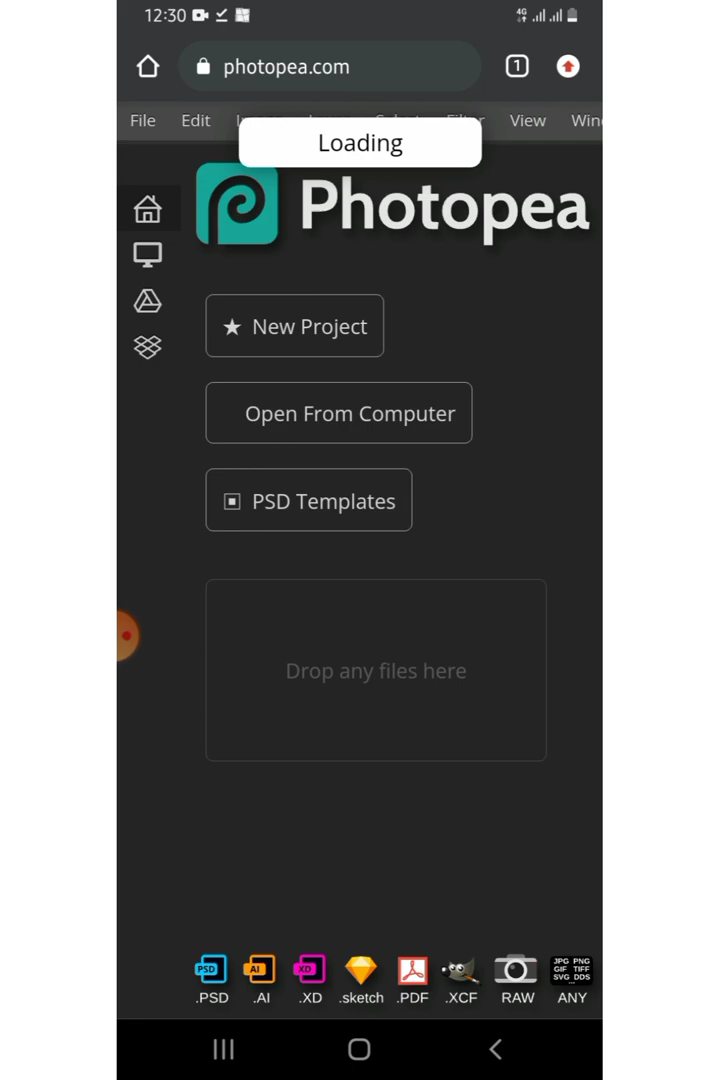 12:30
4G
photopea.com
1
File Edit View
Loading
Photopea
New Project
Open From Computer
PSD Templates
Drop any files here
PSD AI XD
JPG PNG
GIF TIFF
SVG DDS
.PSD .AI .XD .sketch .PDF .XCF RAW ANY